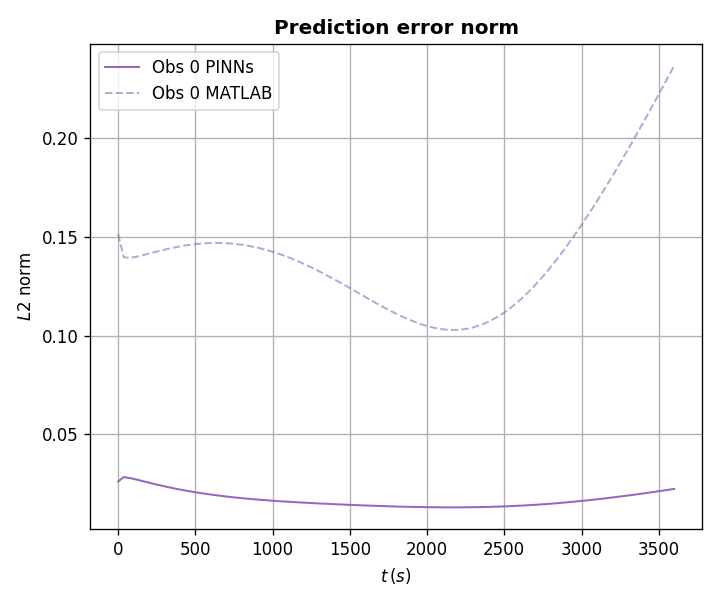 Prediction error norm
Obs 0 PINNs
Obs 0 MATLAB
L2 norm
0.20
0.15
0.10
0.05
0 500 1000 1500 2000 2500 3000 3500
t (s)